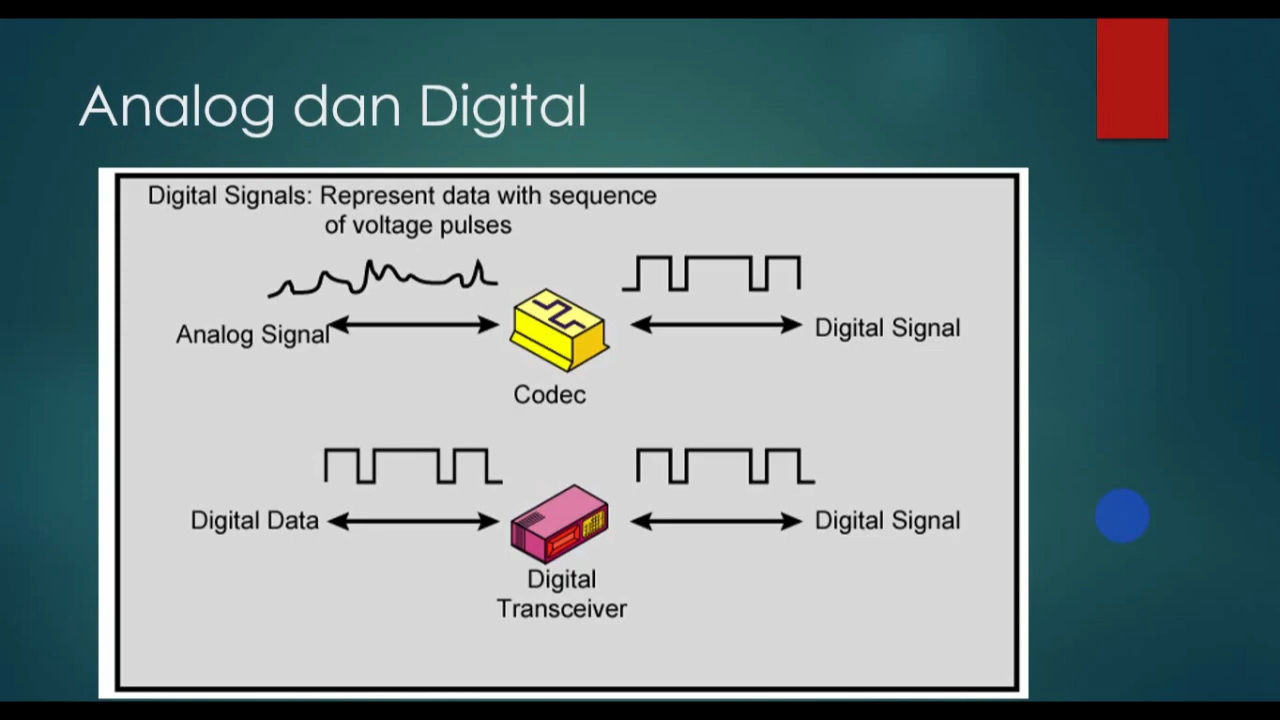 Analog dan Digital
Digital Signals: Represent data with sequence
of voltage pulses
Analog Signal
Digital Signal
Codec
Digital Data
Digital Signal
Digital
Transceiver